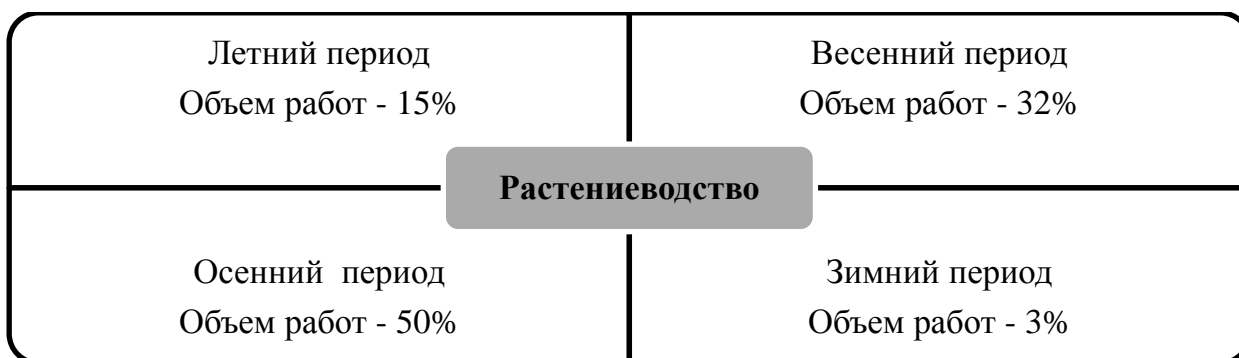 Летний период
Объем работ - 15%
Весенний период
Объем работ - 32%
Растениеводство
Осенний  период
Объем работ - 50%
Зимний период
Объем работ - 3%